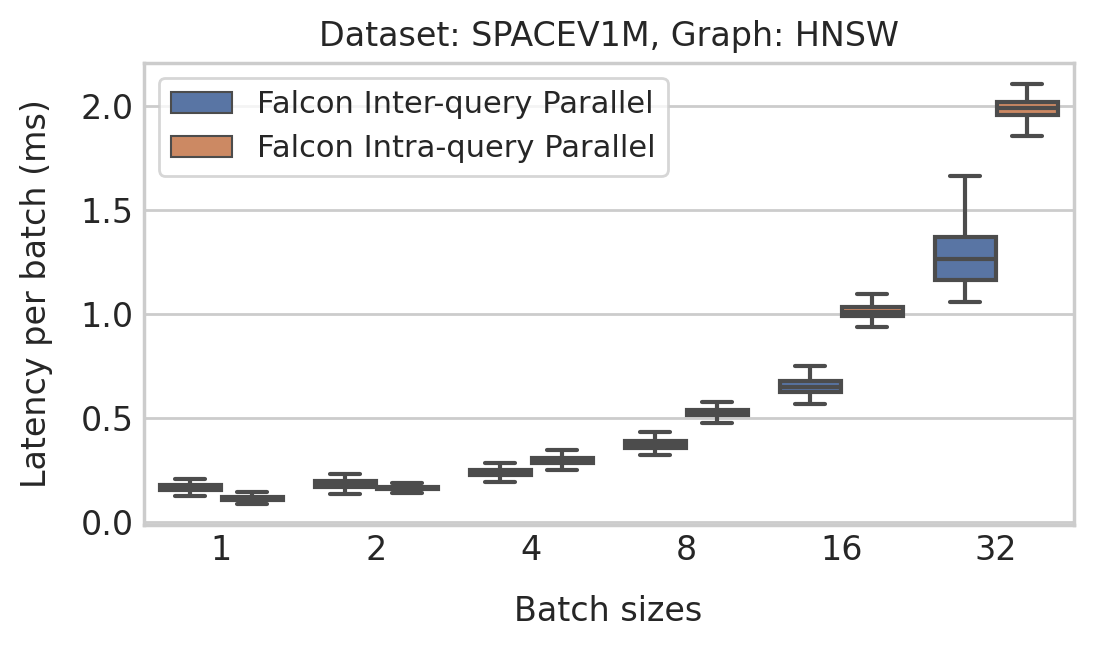 Dataset: SPACEV1M, Graph: HNSW
Falcon Inter-query Parallel
Falcon Intra-query Parallel
Latency per batch (ms)
2.0
1.5
1.0
0.5
0.0
1 2 4 8 16 32
Batch sizes